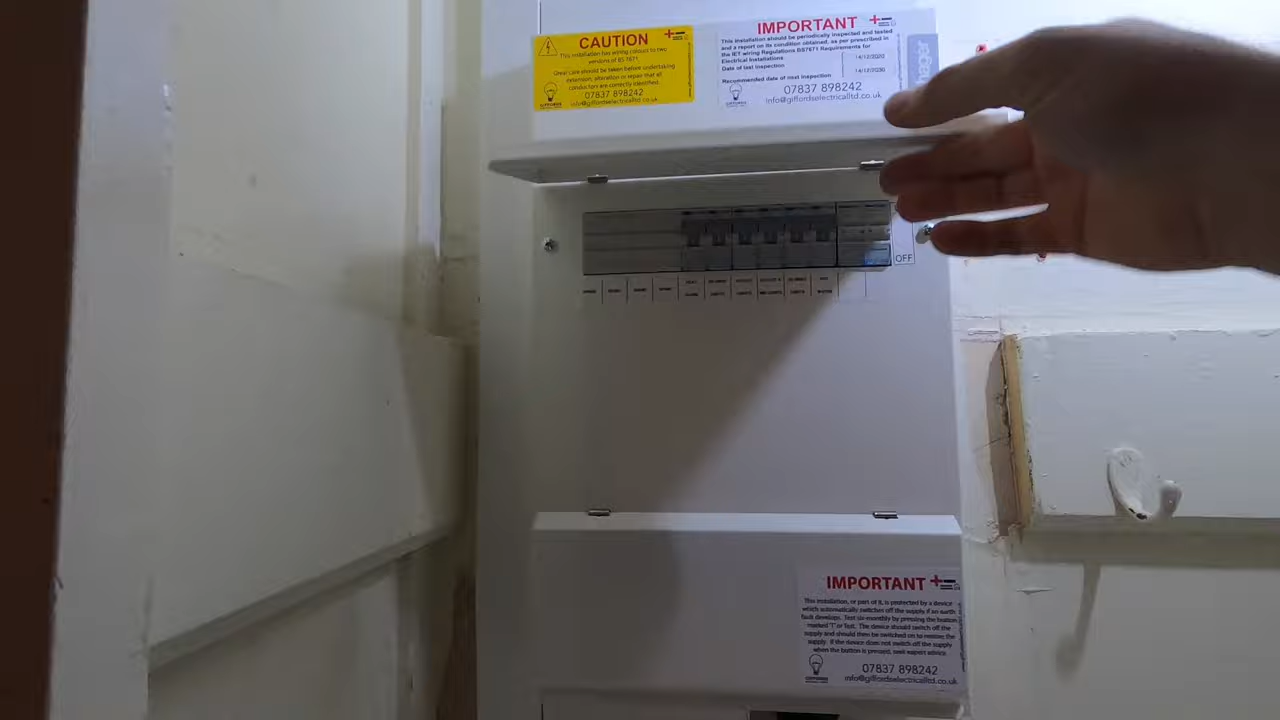 CAUTION
This installation has wiring colours to two
versions of BS 7671.
Great care should be taken before undertaking
extension, alteration or repair that all
conductors are correctly identified.
07837 898242
info@giffordselectricalltd.co.uk
IMPORTANT
This installation should be periodically inspected and tested
and a report on its condition obtained, as prescribed in
the IET wiring Regulations BS7671 Requirements for
Electrical Installations
Date of last inspection
14/12/2020
Recommended date of next inspection
14/12/2030
07837 898242
info@giffordselectricalltd.co.uk
hager
OFF
IMPORTANT
This installation, or part of it, is protected by a device
which automatically switches off the supply if an earth
fault develops. Test six-monthly by pressing the button
marked 'T' or Test. The device should switch off the
supply and should then be switched on to restore the
supply. If the device does not switch off the supply
when the button is pressed, seek expert advice.
07837 898242
info@giffordselectricalltd.co.uk